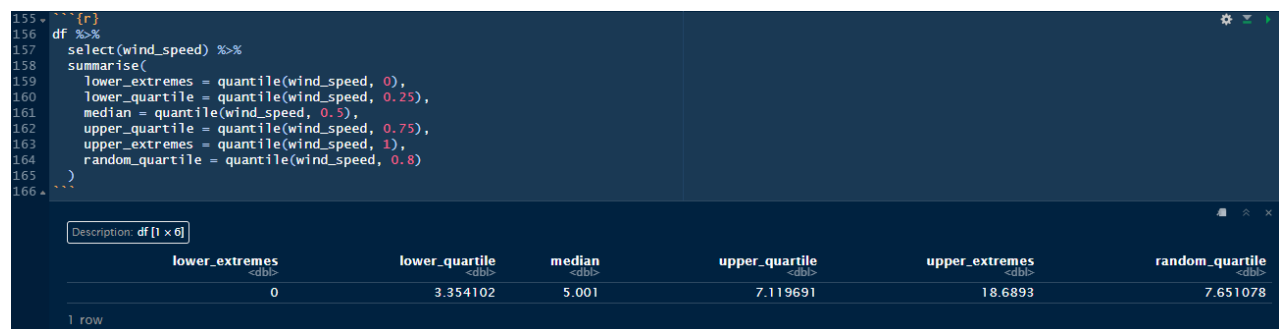 155 ```{r}
156 df %>%
157 select(wind_speed) %>%
158 summarise(
159 lower_extremes = quantile(wind_speed, 0),
160 lower_quartile = quantile(wind_speed, 0.25),
161 median = quantile(wind_speed, 0.5),
162 upper_quartile = quantile(wind_speed, 0.75),
163 upper_extremes = quantile(wind_speed, 1),
164 random_quartile = quantile(wind_speed, 0.8)
165 )
166 ```
Description: df [1 × 6]
lower_extremes lower_quartile median upper_quartile upper_extremes random_quartile
<dbl> <dbl> <dbl> <dbl> <dbl> <dbl>
0 3.354102 5.001 7.119691 18.6893 7.651078
1 row